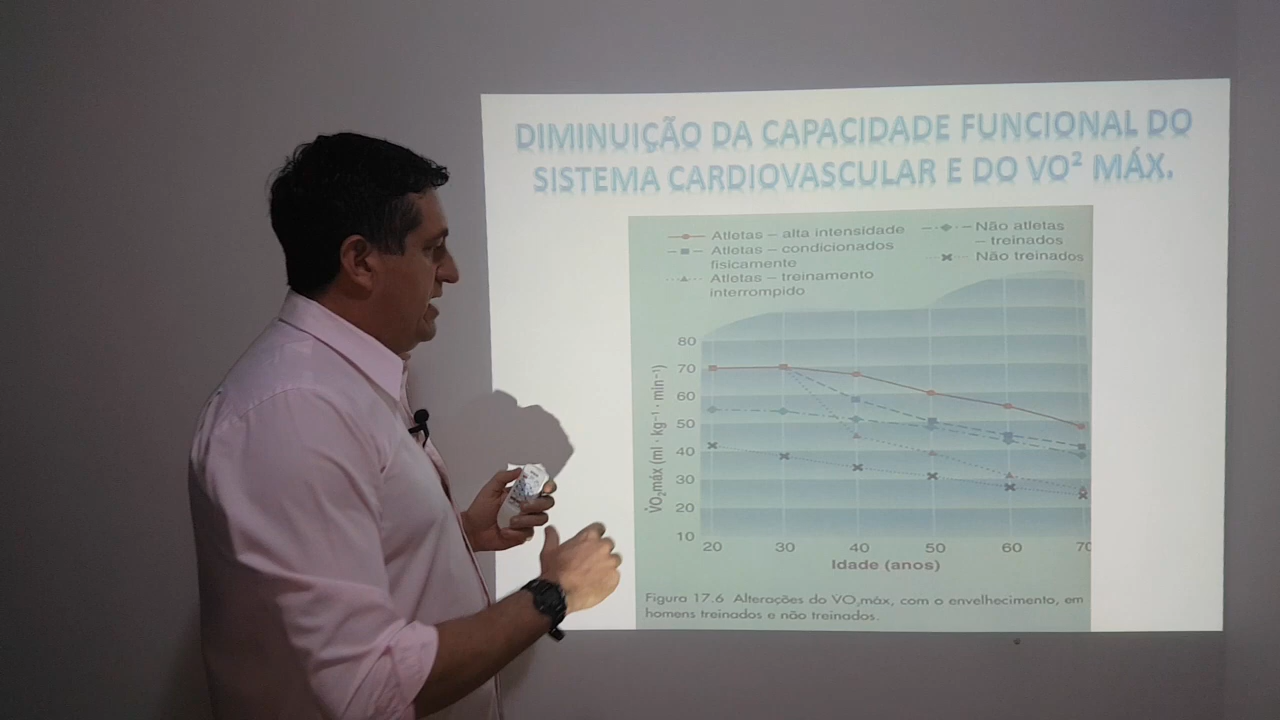 DIMINUIÇÃO DA CAPACIDADE FUNCIONAL DO
SISTEMA CARDIOVASCULAR E DO VO² MÁX.
Atletas – alta intensidade
Atletas – condicionados
fisicamente
Atletas – treinamento
interrompido
Não atletas
– treinados
Não treinados
V̇O₂máx (ml · kg⁻¹ · min⁻¹)
80
70
60
50
40
30
20
10
20 30 40 50 60 70
Idade (anos)
Figura 17.6 Alterações do VO₂máx, com o envelhecimento, em
homens treinados e não treinados.